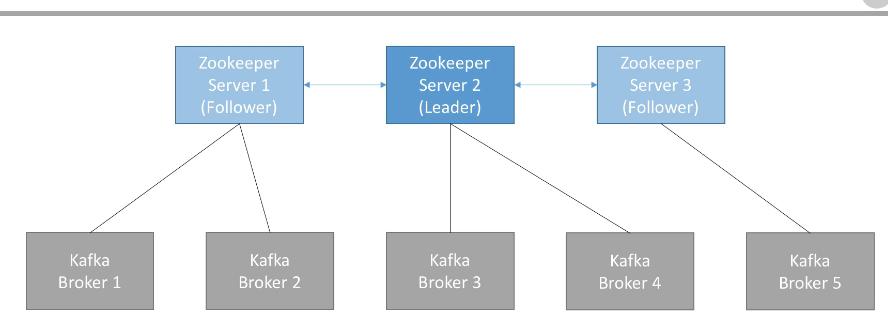 Zookeeper
Server 1
(Follower)
Zookeeper
Server 2
(Leader)
Zookeeper
Server 3
(Follower)
Kafka
Broker 1
Kafka
Broker 2
Kafka
Broker 3
Kafka
Broker 4
Kafka
Broker 5